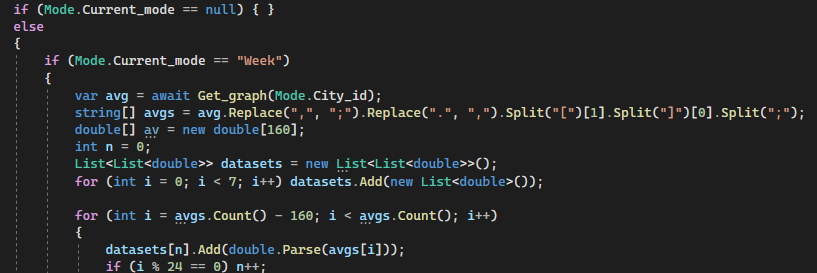 if (Mode.Current_mode == null) { }
else
{
if (Mode.Current_mode == "Week")
{
var avg = await Get_graph(Mode.City_id);
string[] avgs = avg.Replace(",", ";").Replace(".", ",").Split("[")[1].Split("]")[0].Split(";");
double[] av = new double[160];
int n = 0;
List<List<double>> datasets = new List<List<double>>();
for (int i = 0; i < 7; i++) datasets.Add(new List<double>());
for (int i = avgs.Count() - 160; i < avgs.Count(); i++)
{
datasets[n].Add(double.Parse(avgs[i]));
if (i % 24 == 0) n++;